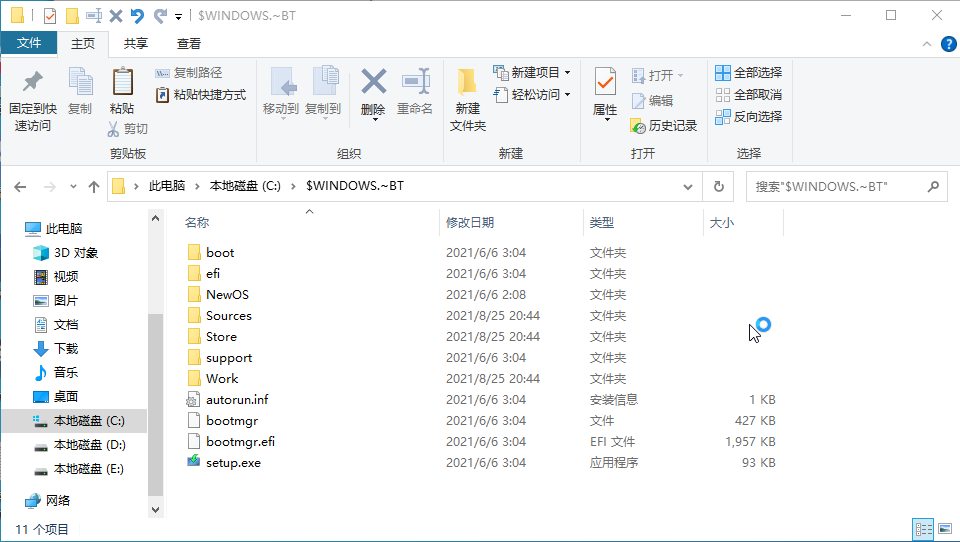 $WINDOWS.~BT
文件 主页 共享 查看
固定到快速访问
复制
粘贴
复制路径
粘贴快捷方式
剪切
剪贴板
移动到
复制到
删除
重命名
组织
新建文件夹
新建项目
轻松访问
新建
属性
打开
编辑
历史记录
打开
全部选择
全部取消
反向选择
选择
此电脑 本地磁盘 (C:) $WINDOWS.~BT
搜索"$WINDOWS.~BT"
此电脑
3D 对象
视频
图片
文档
下载
音乐
桌面
本地磁盘 (C:)
本地磁盘 (D:)
本地磁盘 (E:)
网络
名称 修改日期 类型 大小
boot 2021/6/6 3:04 文件夹
efi 2021/6/6 3:04 文件夹
NewOS 2021/6/6 2:08 文件夹
Sources 2021/8/25 20:44 文件夹
Store 2021/8/25 20:44 文件夹
support 2021/6/6 3:04 文件夹
Work 2021/8/25 20:44 文件夹
autorun.inf 2021/6/6 3:04 安装信息 1 KB
bootmgr 2021/6/6 3:04 文件 427 KB
bootmgr.efi 2021/6/6 3:04 EFI 文件 1,957 KB
setup.exe 2021/6/6 3:04 应用程序 93 KB
11 个项目